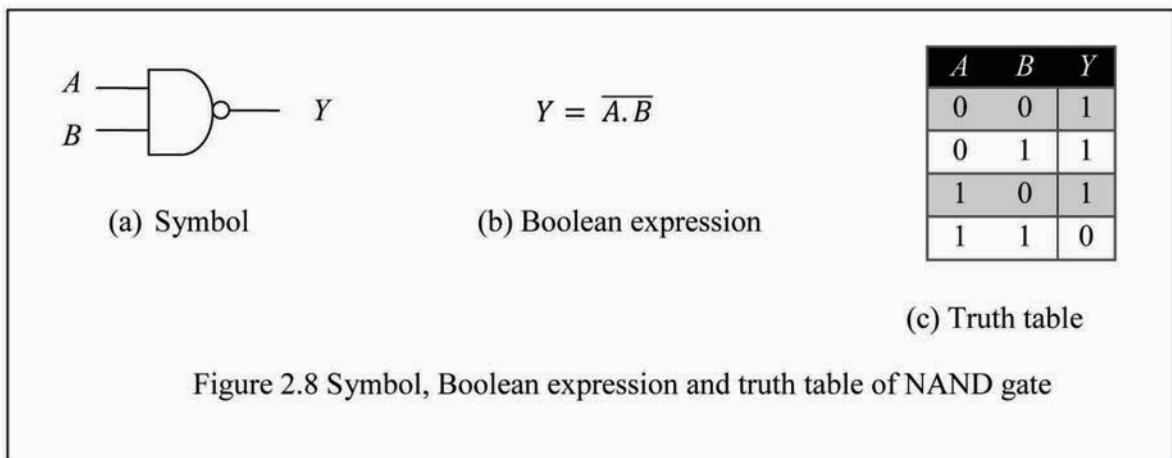 A
B
Y
(a) Symbol
Y = \overline{A.B}
(b) Boolean expression
A B Y
0 0 1
0 1 1
1 0 1
1 1 0
(c) Truth table
Figure 2.8 Symbol, Boolean expression and truth table of NAND gate